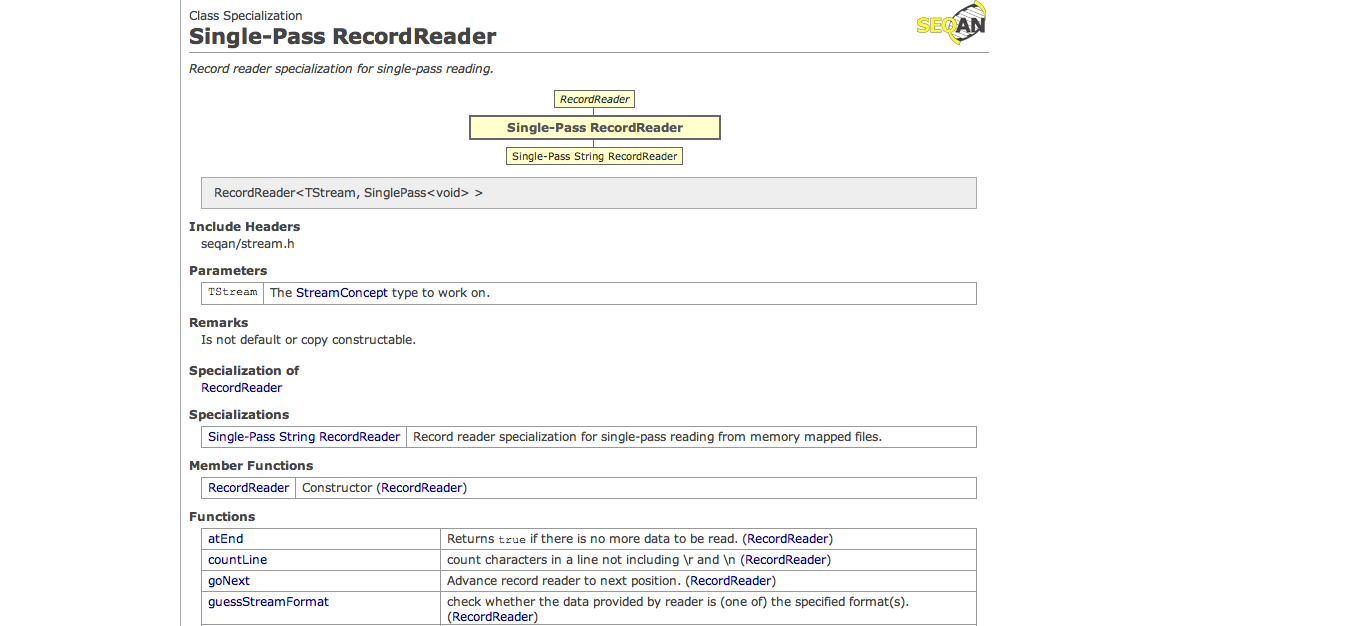 Class Specialization
SEQAN
Single-Pass RecordReader
Record reader specialization for single-pass reading.
RecordReader
Single-Pass RecordReader
Single-Pass String RecordReader
RecordReader<TStream, SinglePass<void> >
Include Headers
seqan/stream.h
Parameters
TStream The StreamConcept type to work on.
Remarks
Is not default or copy constructable.
Specialization of
RecordReader
Specializations
Single-Pass String RecordReader Record reader specialization for single-pass reading from memory mapped files.
Member Functions
RecordReader Constructor (RecordReader)
Functions
atEnd Returns true if there is no more data to be read. (RecordReader)
countLine count characters in a line not including \r and \n (RecordReader)
goNext Advance record reader to next position. (RecordReader)
guessStreamFormat check whether the data provided by reader is (one of) the specified format(s).
(RecordReader)